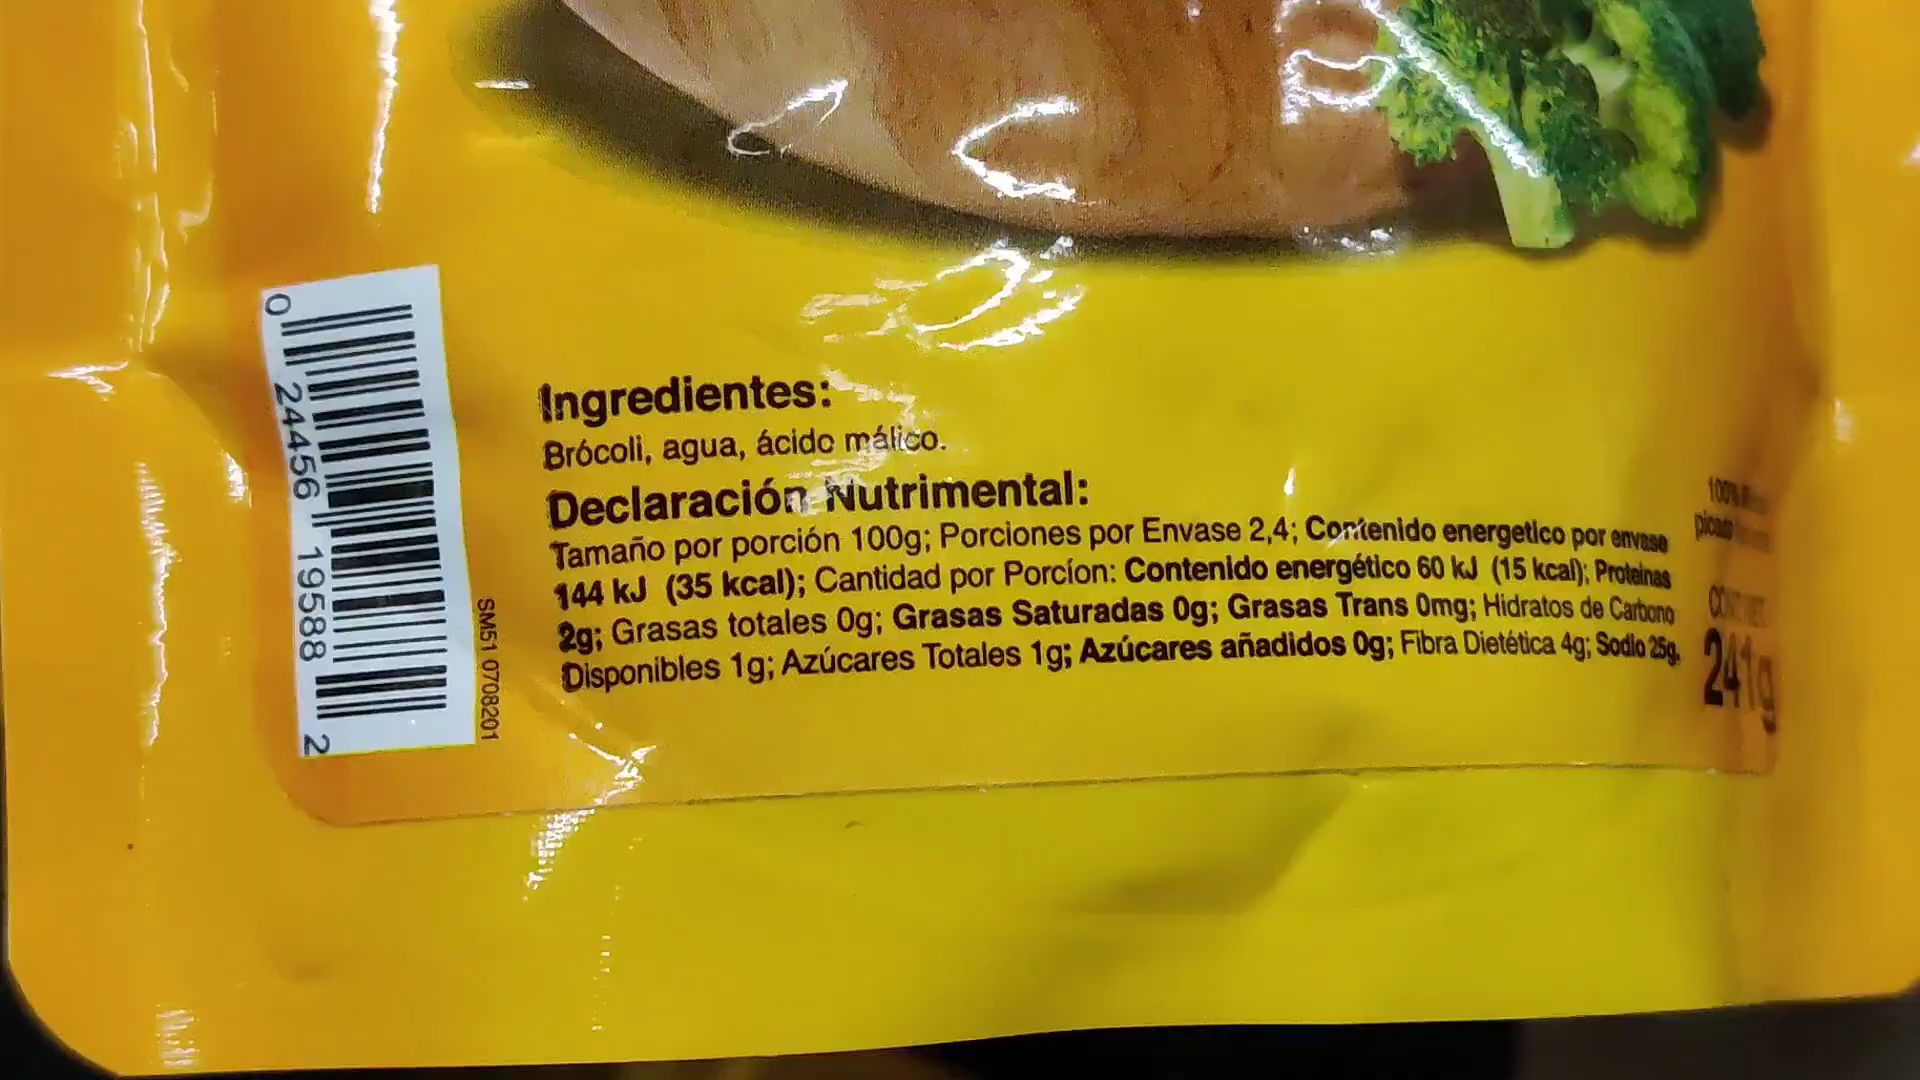 Ingredientes:
Brócoli, agua, ácido málico.
Declaración Nutrimental:
Tamaño por porción 100g; Porciones por Envase 2,4; Contenido energetico por envase
144 kJ (35 kcal); Cantidad por Porcíon: Contenido energético 60 kJ (15 kcal); Proteinas
2g; Grasas totales 0g; Grasas Saturadas 0g; Grasas Trans 0mg; Hidratos de Carbono
Disponibles 1g; Azúcares Totales 1g; Azúcares añadidos 0g; Fibra Dietética 4g; Sodio 25g.
0 24456 19588 2
SM51 0708201
100%
241g